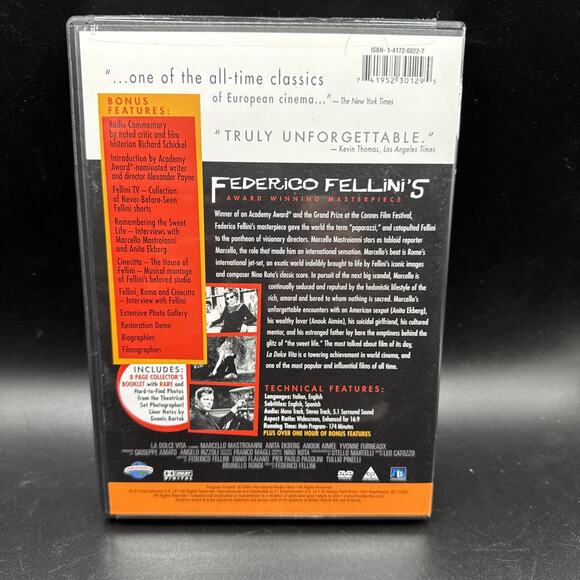 ISBN- 1-4172-0022-7
7 41952 30129 5
"...one of the all-time classics
of European cinema..." — The New York Times
"TRULY UNFORGETTABLE."
— Kevin Thomas, Los Angeles Times
BONUS
FEATURES:
Audio Commentary
by noted critic and film
historian Richard Schickel
Introduction by Academy
Award®-nominated writer
and director Alexander Payne
Fellini TV – Collection
of Never-Before-Seen
Fellini shorts
Remembering the Sweet
Life – Interviews with
Marcello Mastroianni
and Anita Ekberg
Cinecitta – The House of
Fellini – Musical montage
of Fellini's beloved studio
Fellini, Roma and Cinecitta –
Interview with Fellini
Extensive Photo Gallery
Restoration Demo
Biographies
Filmographies
INCLUDES:
8 PAGE COLLECTOR'S
BOOKLET with RARE and
Hard-to-Find Photos
from the Theatrical
Set Photographer!
Liner Notes by
Dennis Bartok
FEDERICO FELLINI'S
AWARD WINNING MASTERPIECE
Winner of an Academy Award® and the Grand Prize at the Cannes Film Festival,
Federico Fellini's masterpiece gave the world the term "paparazzi," and catapulted Fellini
to the pantheon of visionary directors. Marcello Mastroianni stars as tabloid reporter
Marcello, the role that made him an international sensation. Marcello's beat is Rome's
international jet-set, an exotic world indelibly brought to life by Fellini's iconic images
and composer Nino Rota's classic score. In pursuit of the next big scandal, Marcello is
continually seduced and repulsed by the hedonistic lifestyle of the
rich, amoral and bored to whom nothing is sacred. Marcello's
unforgettable encounters with an American sexpot (Anita Ekberg),
his wealthy lover (Anouk Aimée), his suicidal girlfriend, his cultured
mentor, and his estranged father lay bare the emptiness behind the
glitz of "the sweet life." The most talked about film of its day,
La Dolce Vita is a towering achievement in world cinema, and
one of the most popular and influential films of all time.
TECHNICAL FEATURES:
Languages: Italian, English
Subtitles: English, Spanish
Audio: Mono Track, Stereo Track, 5.1 Surround Sound
Aspect Ratio: Widescreen, Enhanced for 16:9
Running Time: Main Program - 174 Minutes
PLUS OVER ONE HOUR OF BONUS FEATURES
LA DOLCE VITA MARCELLO MASTROIANNI ANITA EKBERG ANOUK AIMÉE YVONNE FURNEAUX
GIUSEPPE AMATO ANGELO RIZZOLI FRANCO MAGLI NINO ROTA OTELLO MARTELLI LEO CATOZZO
FEDERICO FELLINI ENNIO FLAIANO PIER PAOLO PASOLINI TULLIO PINELLI
BRUNELLO RONDI FEDERICO FELLINI
DOLBY
DIGITAL
DVD